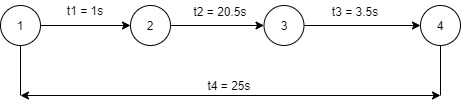 t1 = 1s
t2 = 20.5s
t3 = 3.5s
1
2
3
4
t4 = 25s